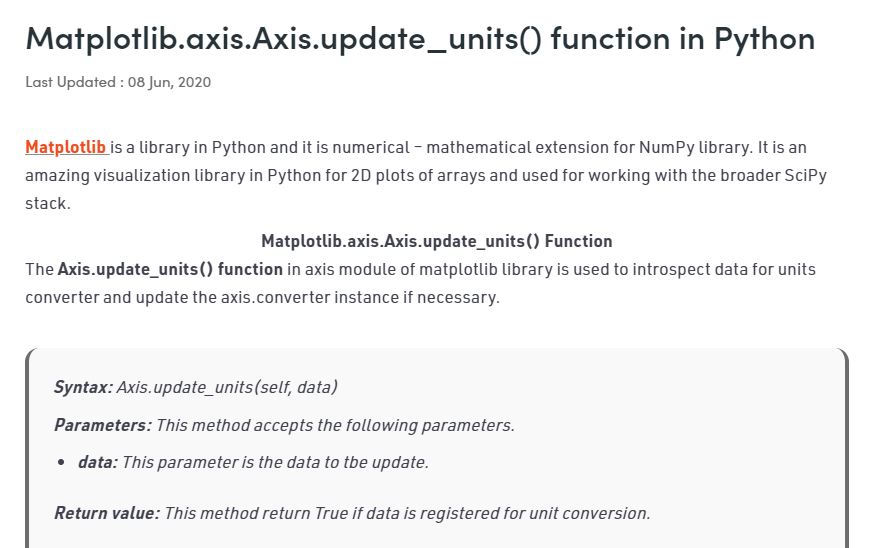 Matplotlib.axis.Axis.update_units() function in Python
Last Updated : 08 Jun, 2020
Matplotlib is a library in Python and it is numerical – mathematical extension for NumPy library. It is an
amazing visualization library in Python for 2D plots of arrays and used for working with the broader SciPy
stack.
Matplotlib.axis.Axis.update_units() Function
The Axis.update_units() function in axis module of matplotlib library is used to introspect data for units
converter and update the axis.converter instance if necessary.
Syntax: Axis.update_units(self, data)
Parameters: This method accepts the following parameters.
• data: This parameter is the data to tbe update.
Return value: This method return True if data is registered for unit conversion.